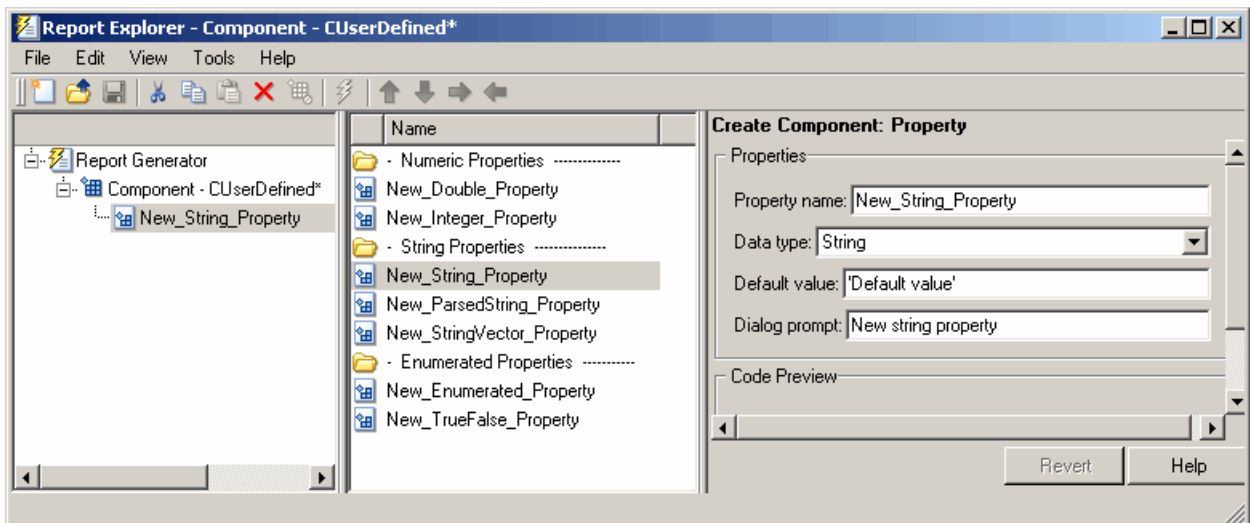 Report Explorer - Component - CUserDefined*
File Edit View Tools Help
Report Generator
Component - CUserDefined*
New_String_Property
Name
- Numeric Properties --------------
New_Double_Property
New_Integer_Property
- String Properties ---------------
New_String_Property
New_ParsedString_Property
New_StringVector_Property
- Enumerated Properties -----------
New_Enumerated_Property
New_TrueFalse_Property
Create Component: Property
Properties
Property name: New_String_Property
Data type: String
Default value: 'Default value'
Dialog prompt: New string property
Code Preview
Revert Help